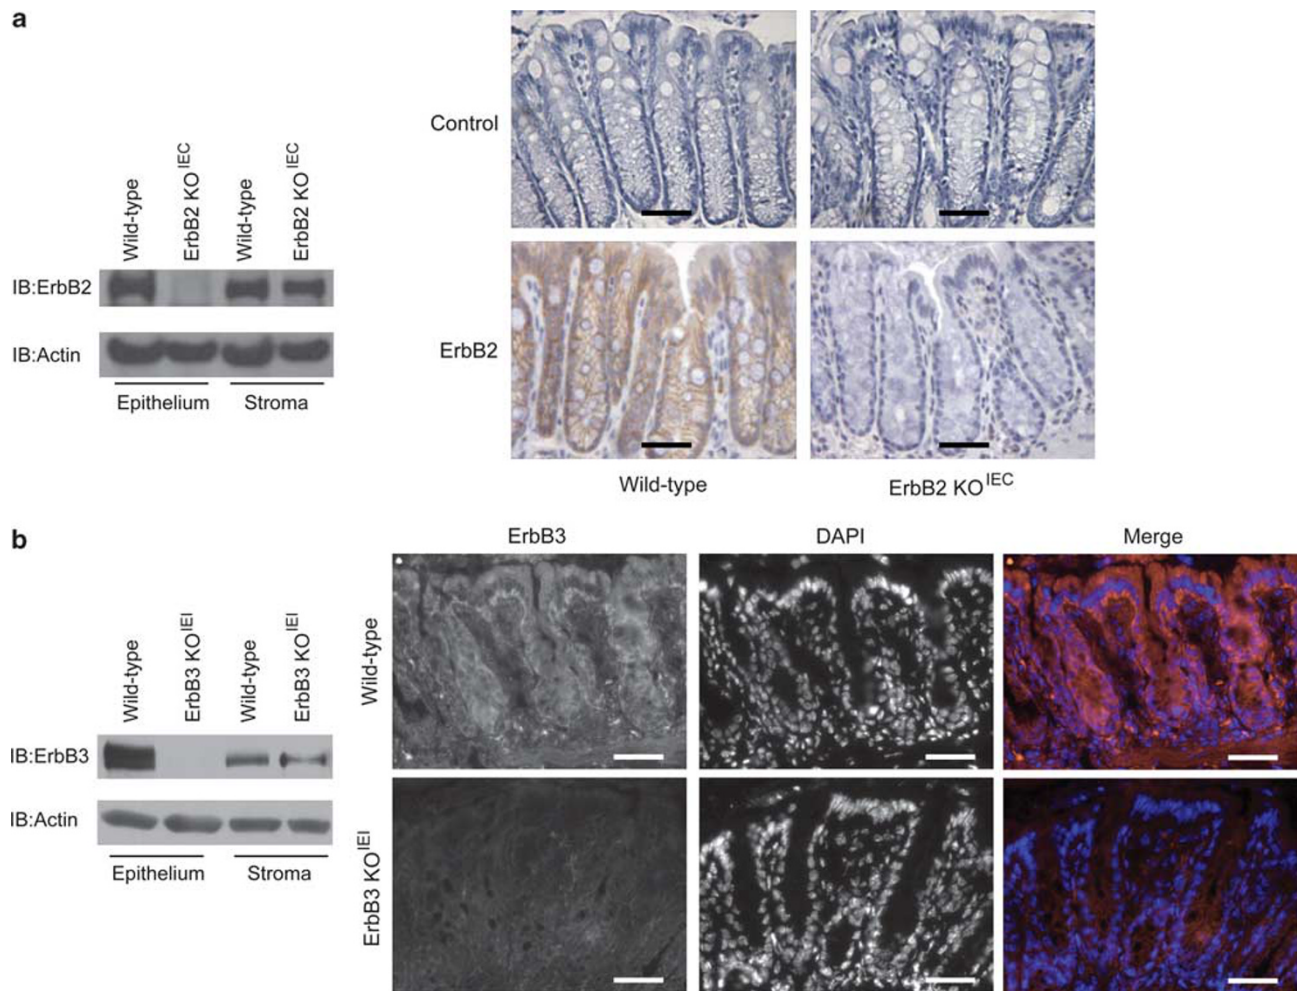 a
Wild-type
ErbB2 KO^IEC
Wild-type
ErbB2 KO^IEC
IB:ErbB2
IB:Actin
Epithelium
Stroma
Control
ErbB2
Wild-type
ErbB2 KO^IEC
b
Wild-type
ErbB3 KO^IEI
Wild-type
ErbB3 KO^IEI
IB:ErbB3
IB:Actin
Epithelium
Stroma
ErbB3
DAPI
Merge
Wild-type
ErbB3 KO^IEI